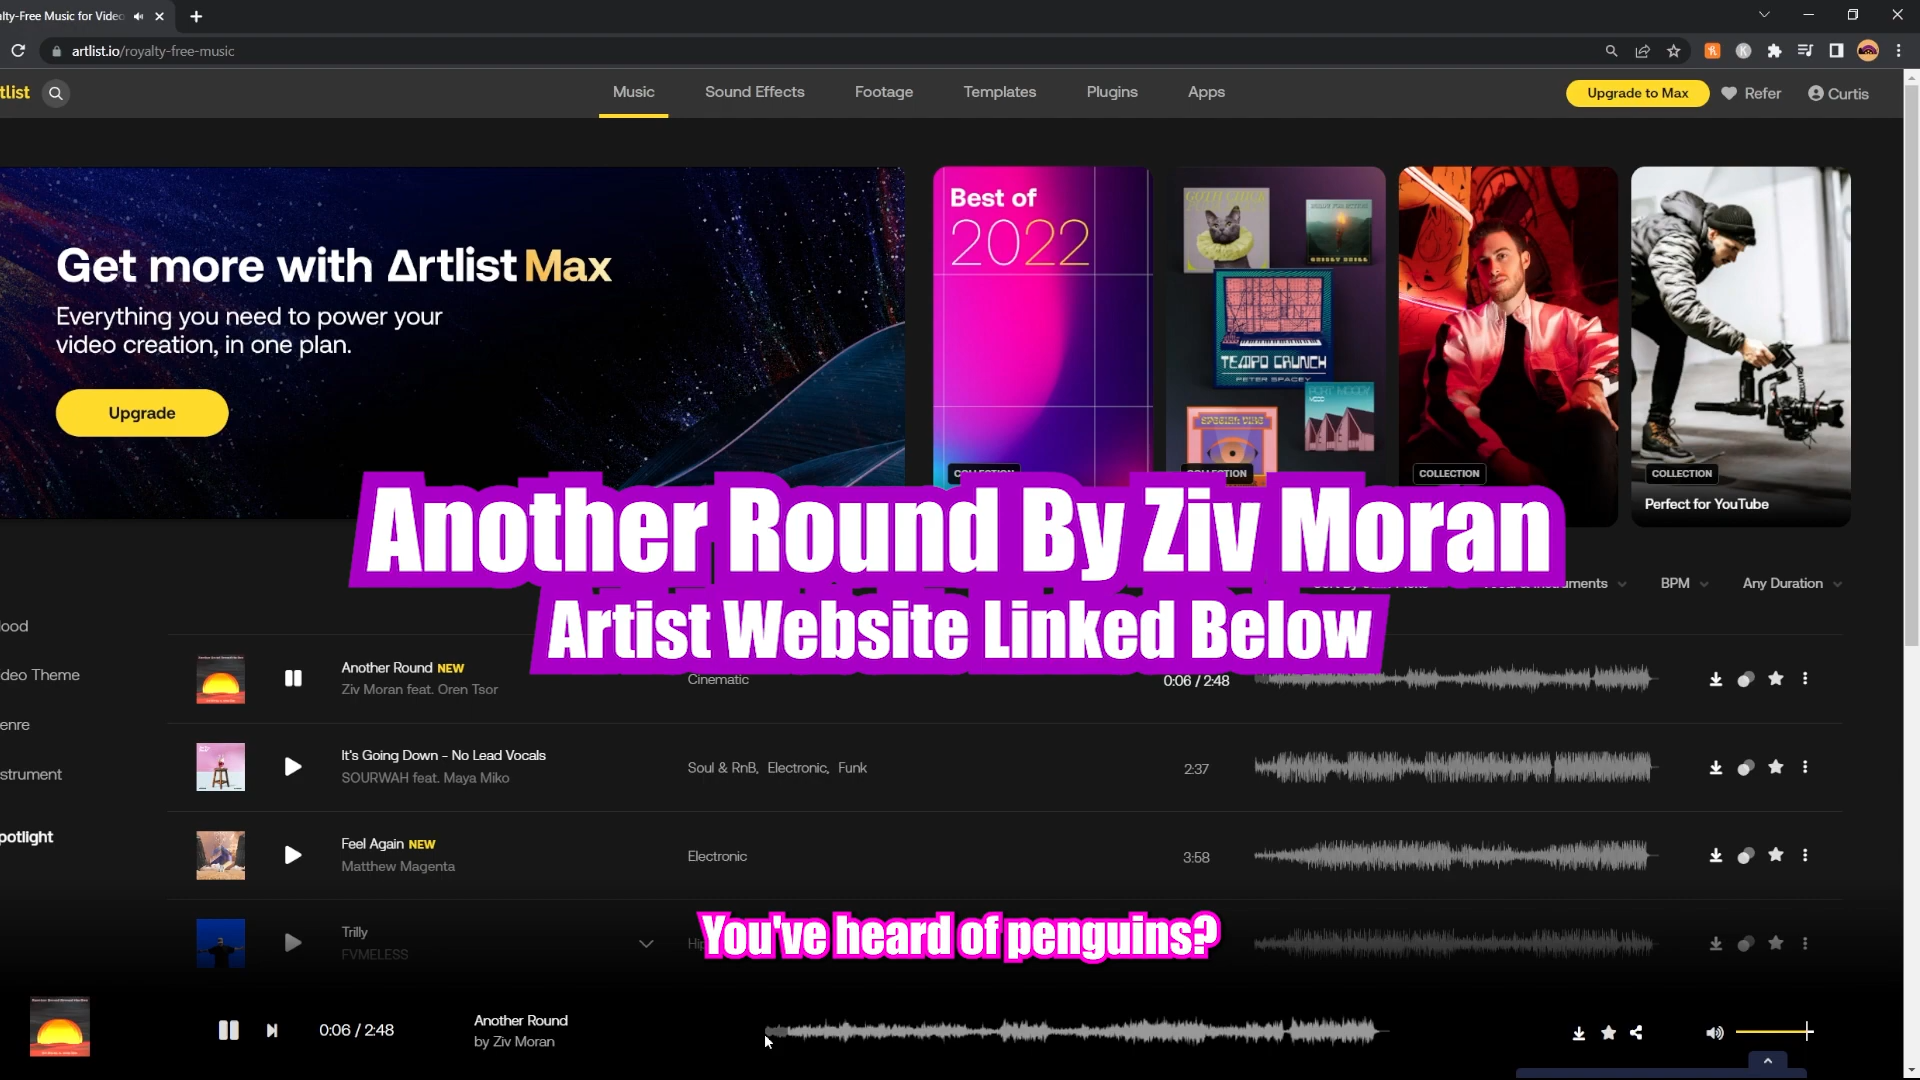 lty-Free Music for Video
artlist.io/royalty-free-music
tlist
Music
Sound Effects
Footage
Templates
Plugins
Apps
Upgrade to Max
Refer
Curtis
Get more with Artlist Max
Everything you need to power your
video creation, in one plan.
Upgrade
Best of
2022
TEMPO CRUNCH
PETER SPACEY
COLLECTION
COLLECTION
COLLECTION
COLLECTION
Perfect for YouTube
Another Round By Ziv Moran
Artist Website Linked Below
BPM
Any Duration
ood
deo Theme
enre
strument
potlight
Another Round NEW
Ziv Moran feat. Oren Tsor
Cinematic
0:06 / 2:48
It's Going Down - No Lead Vocals
SOURWAH feat. Maya Miko
Soul & RnB, Electronic, Funk
2:37
Feel Again NEW
Matthew Magenta
Electronic
3:58
Trilly
FVMELESS
You've heard of penguins?
0:06 / 2:48
Another Round
by Ziv Moran